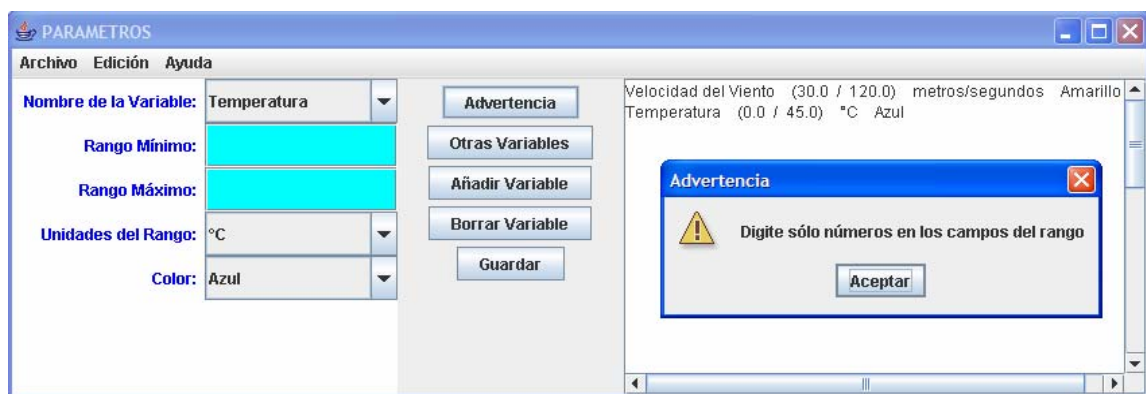 PARAMETROS
Archivo Edición Ayuda
Nombre de la Variable: Temperatura
Rango Mínimo:
Rango Máximo:
Unidades del Rango: °C
Color: Azul
Advertencia
Otras Variables
Añadir Variable
Borrar Variable
Guardar
Velocidad del Viento (30.0 / 120.0) metros/segundos Amarillo
Temperatura (0.0 / 45.0) °C Azul
Advertencia
Digite sólo números en los campos del rango
Aceptar